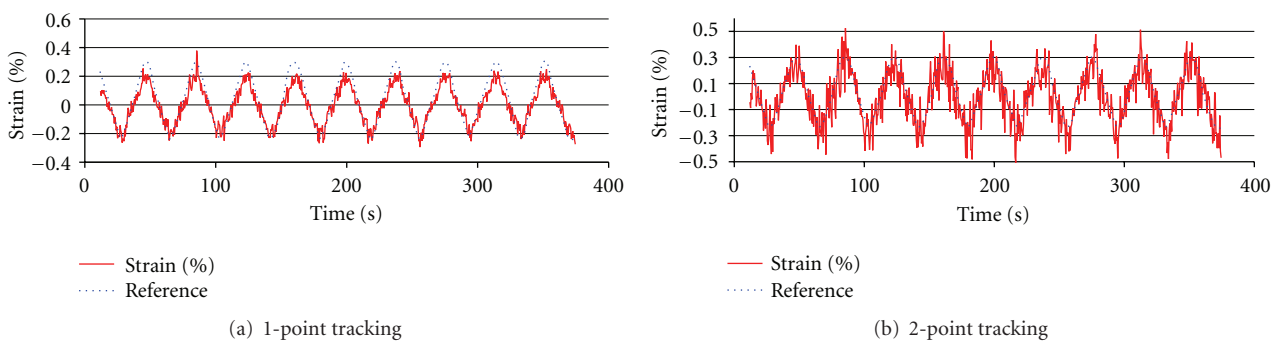 0.6
0.4
0.2
0
−0.2
−0.4
Strain (%)
0 100 200 300 400
Time (s)
Strain (%)
Reference
(a) 1-point tracking
0.5
0.3
0.1
−0.1
−0.3
−0.5
Strain (%)
0 100 200 300 400
Time (s)
Strain (%)
Reference
(b) 2-point tracking